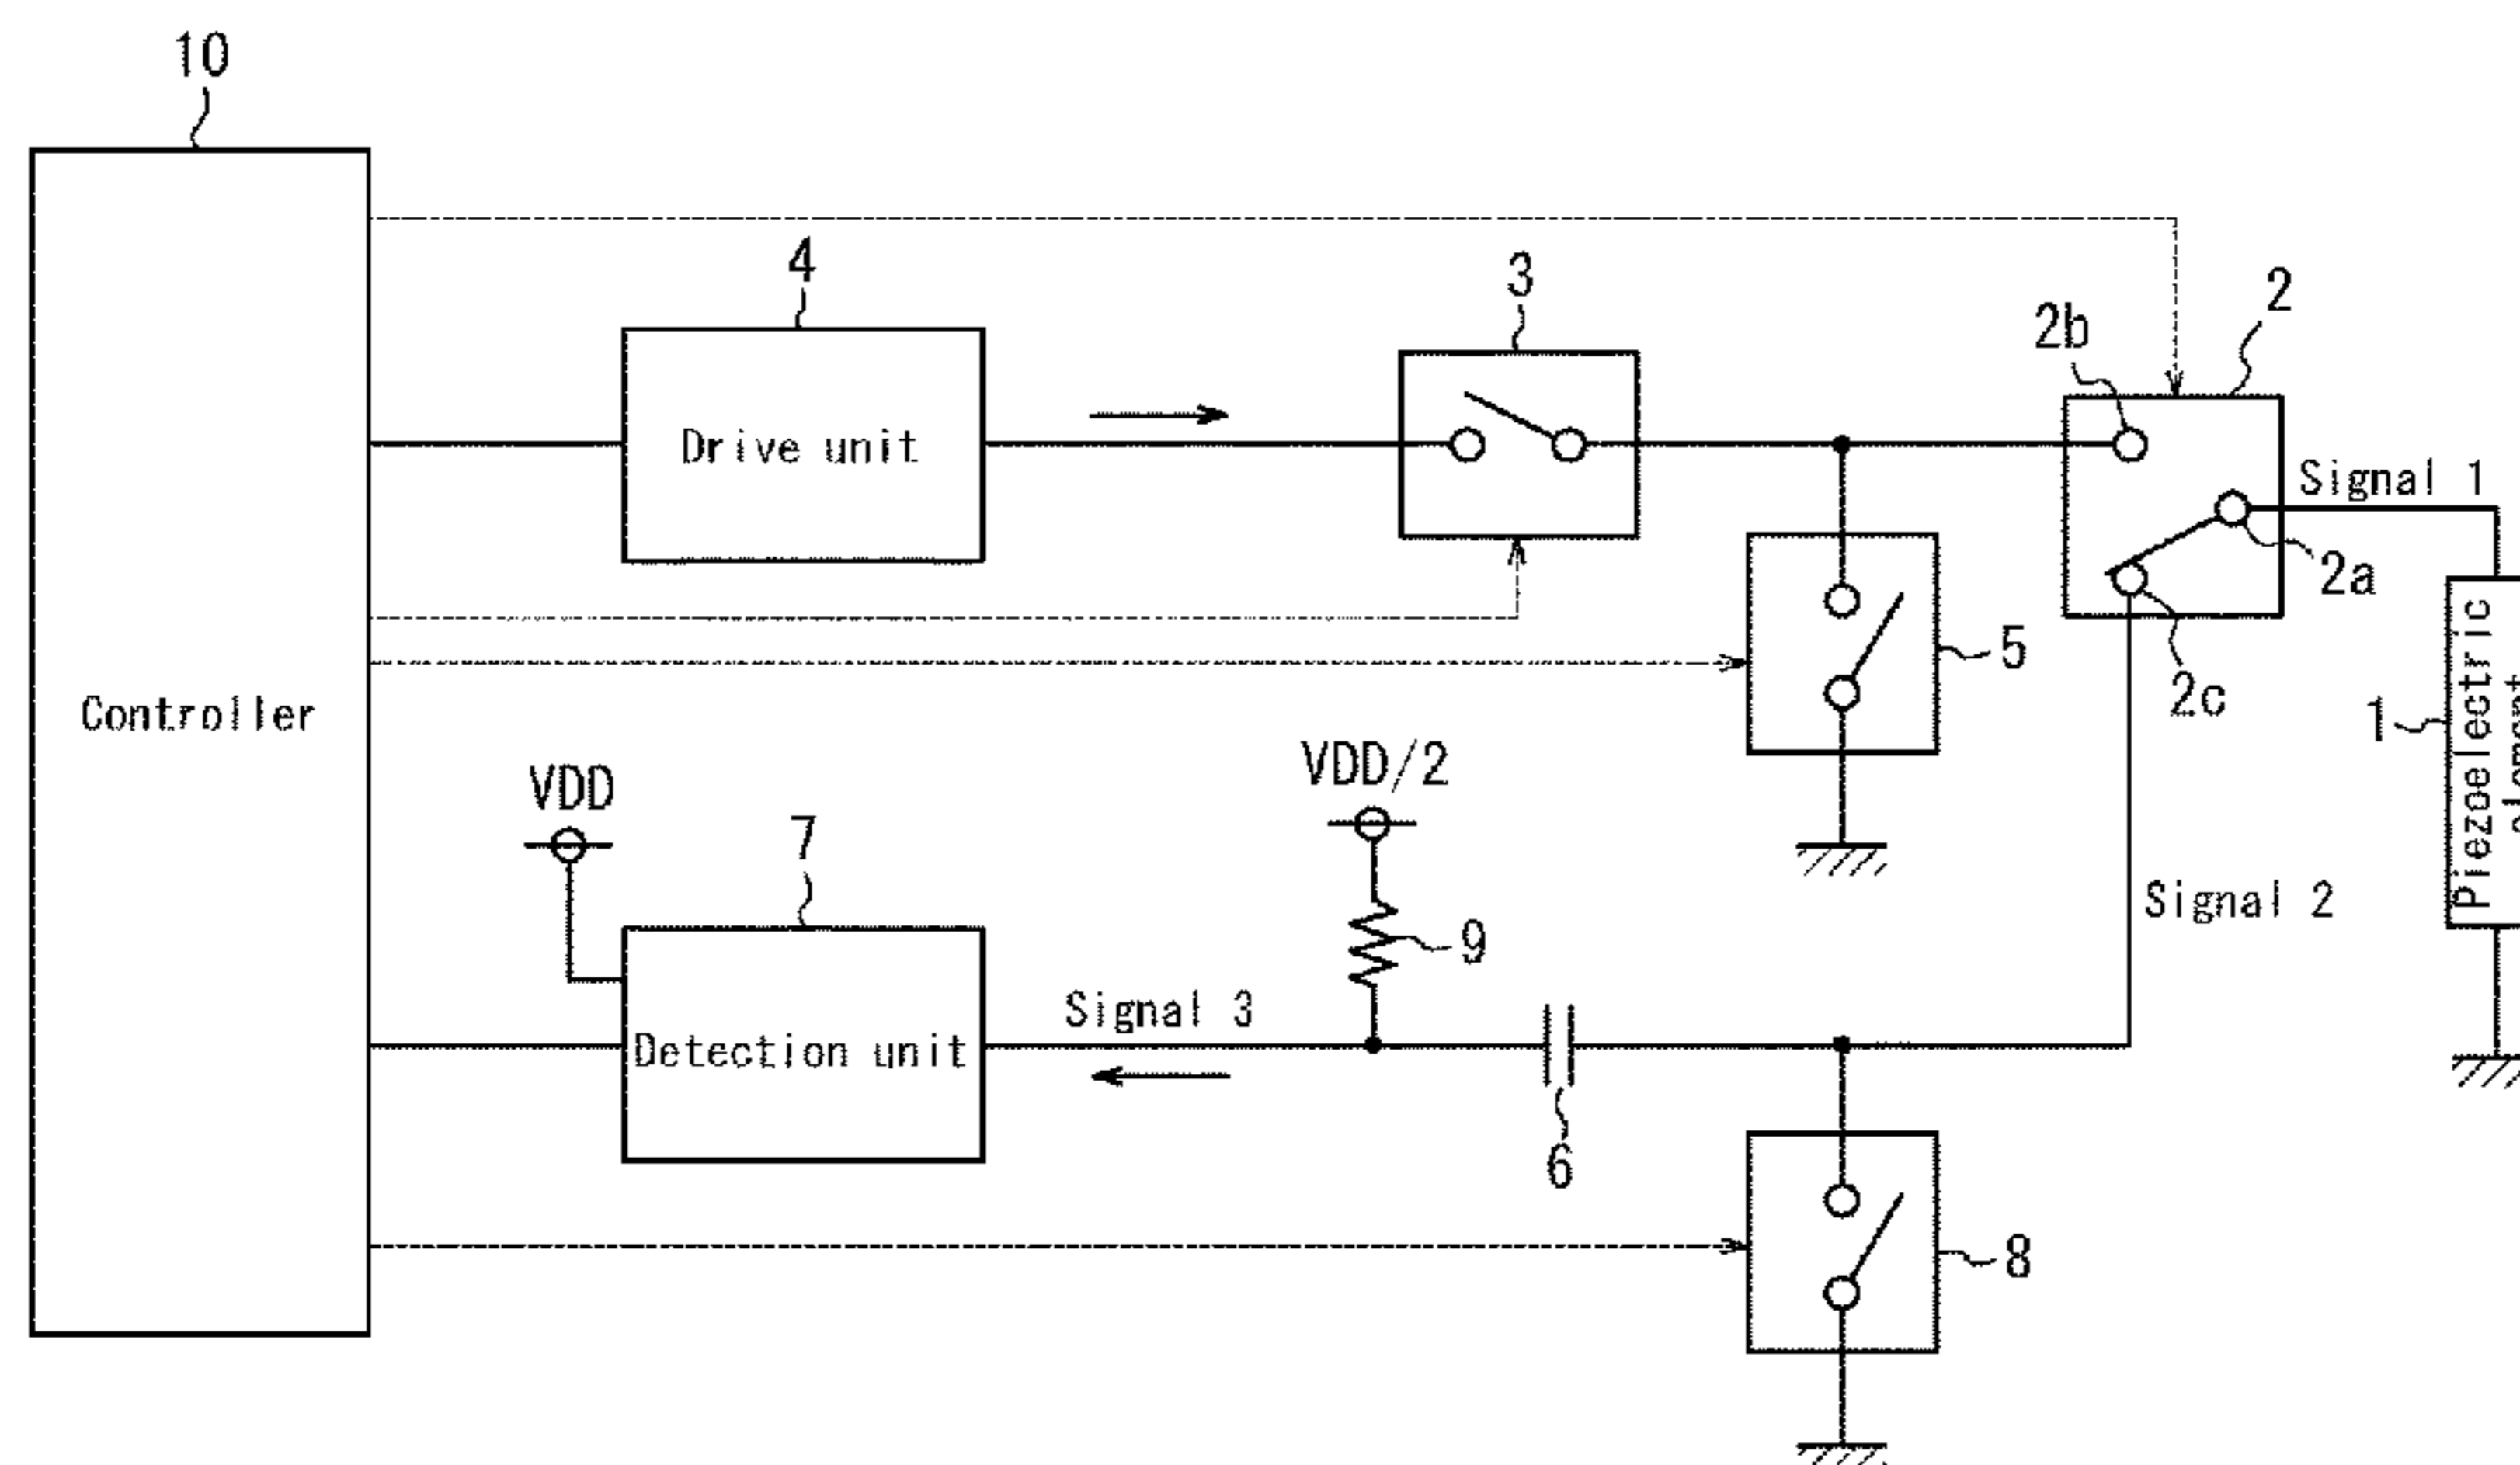 10
4
3
2
2b
Drive unit
Signal 1
2a
5
2c
Controller
1
Piezoelectric
VDD/2
VDD
7
9
Signal 2
Signal 3
Detection unit
6
8